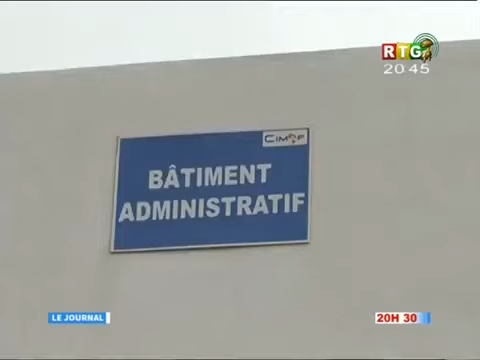 RTG
20 45
CIMAF
BÂTIMENT
ADMINISTRATIF
LE JOURNAL
20H 30